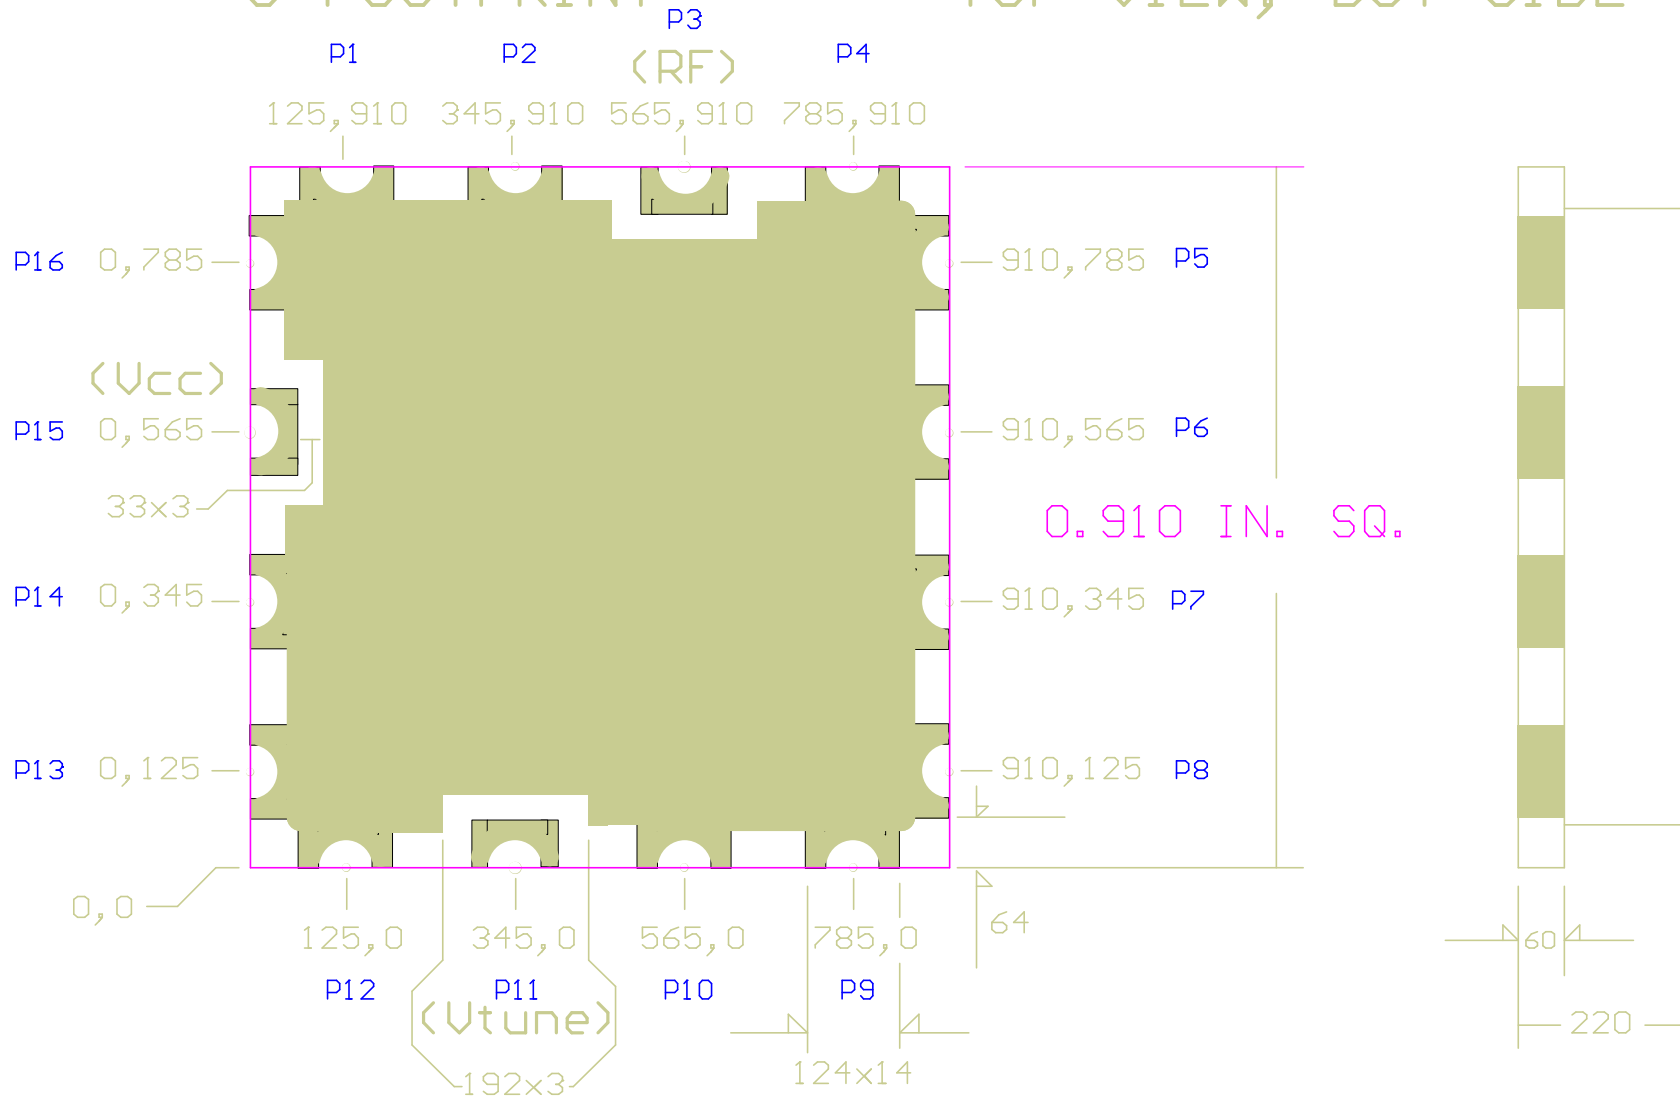 P3
P1 P2 P4
(RF)
125,910 345,910 565,910 785,910
P16 0,785 910,785 P5
(Vcc)
P15 0,565 910,565 P6
33x3
0.910 IN. SQ.
P14 0,345 910,345 P7
P13 0,125 910,125 P8
0,0
64
125,0 345,0 565,0 785,0
60
P12 P11 P10 P9
(Vtune)
220
124x14
192x3